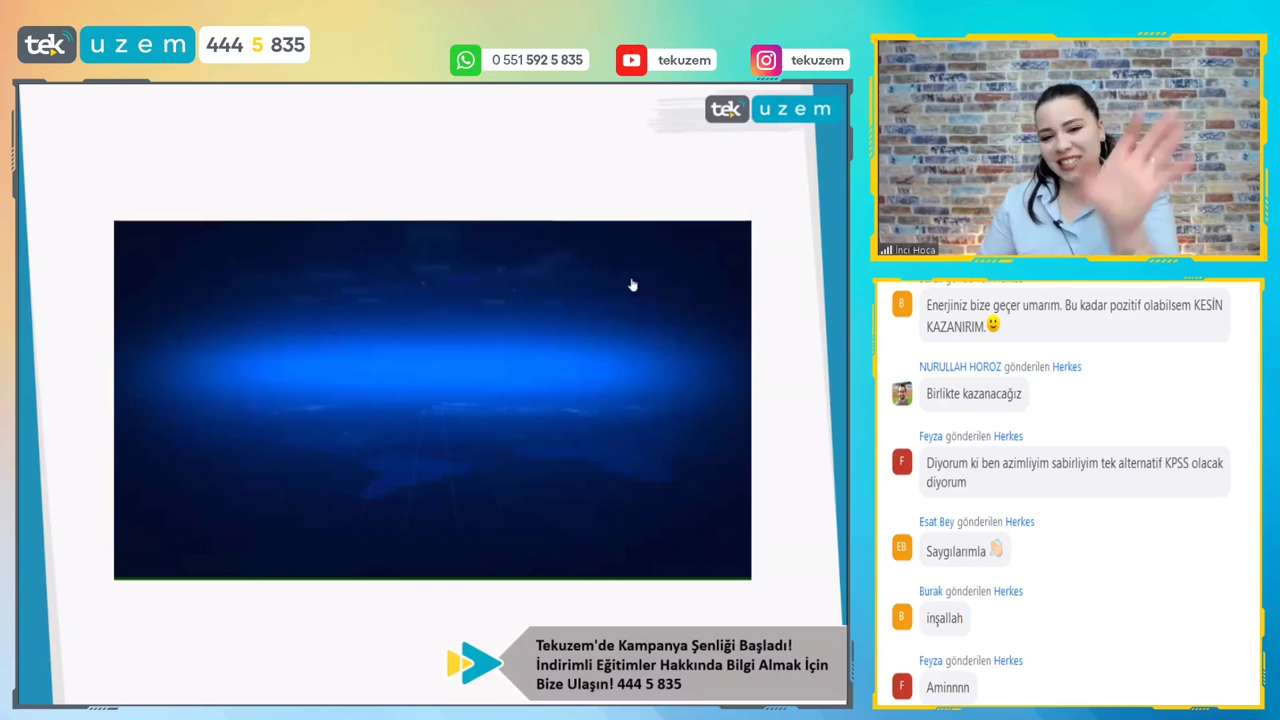 tek uzem 444 5 835
0 551 592 5 835
tekuzem
tekuzem
tek uzem
İnci Hoca
Enerjiniz bize geçer umarım. Bu kadar pozitif olabilsem KESİN
KAZANIRIM.🙂
NURULLAH HOROZ gönderilen Herkes
Birlikte kazanacağız
Feyza gönderilen Herkes
F
Diyorum ki ben azimliyim sabirliyim tek alternatif KPSS olacak
diyorum
Esat Bey gönderilen Herkes
EB
Saygılarımla 👏🏻
Burak gönderilen Herkes
B
inşallah
Feyza gönderilen Herkes
F
Aminnnn
B
Tekuzem'de Kampanya Şenliği Başladı!
İndirimli Eğitimler Hakkında Bilgi Almak İçin
Bize Ulaşın! 444 5 835